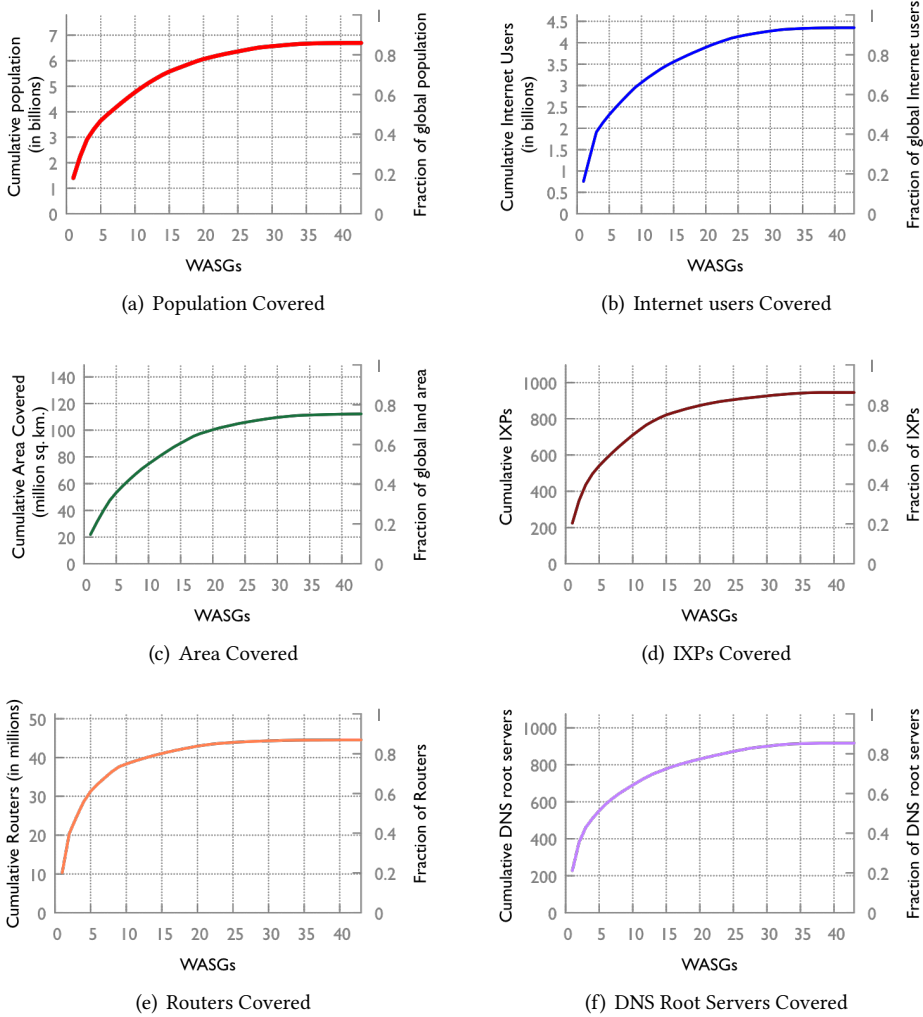 7
6
5
4
3
2
1
0
Cumulative population
(in billions)
1
0.8
0.6
0.4
0.2
0
Fraction of global population
0 5 10 15 20 25 30 35 40
WASGs
(a) Population Covered
4.5
4
3.5
3
2.5
2
1.5
1
0.5
0
Cumulative Internet Users
(in billions)
1
0.8
0.6
0.4
0.2
0
Fraction of global Internet users
0 5 10 15 20 25 30 35 40
WASGs
(b) Internet users Covered
140
120
100
80
60
40
20
0
Cumulative Area Covered
(million sq. km.)
1
0.8
0.6
0.4
0.2
0
Fraction of global land area
0 5 10 15 20 25 30 35 40
WASGs
(c) Area Covered
1000
800
600
400
200
0
Cumulative IXPs
1
0.8
0.6
0.4
0.2
0
Fraction of IXPs
0 5 10 15 20 25 30 35 40
WASGs
(d) IXPs Covered
50
40
30
20
10
0
Cumulative Routers (in millions)
1
0.8
0.6
0.4
0.2
0
Fraction of Routers
0 5 10 15 20 25 30 35 40
WASGs
(e) Routers Covered
1000
800
600
400
200
0
Cumulative DNS root servers
1
0.8
0.6
0.4
0.2
0
Fraction of DNS root servers
0 5 10 15 20 25 30 35 40
WASGs
(f) DNS Root Servers Covered